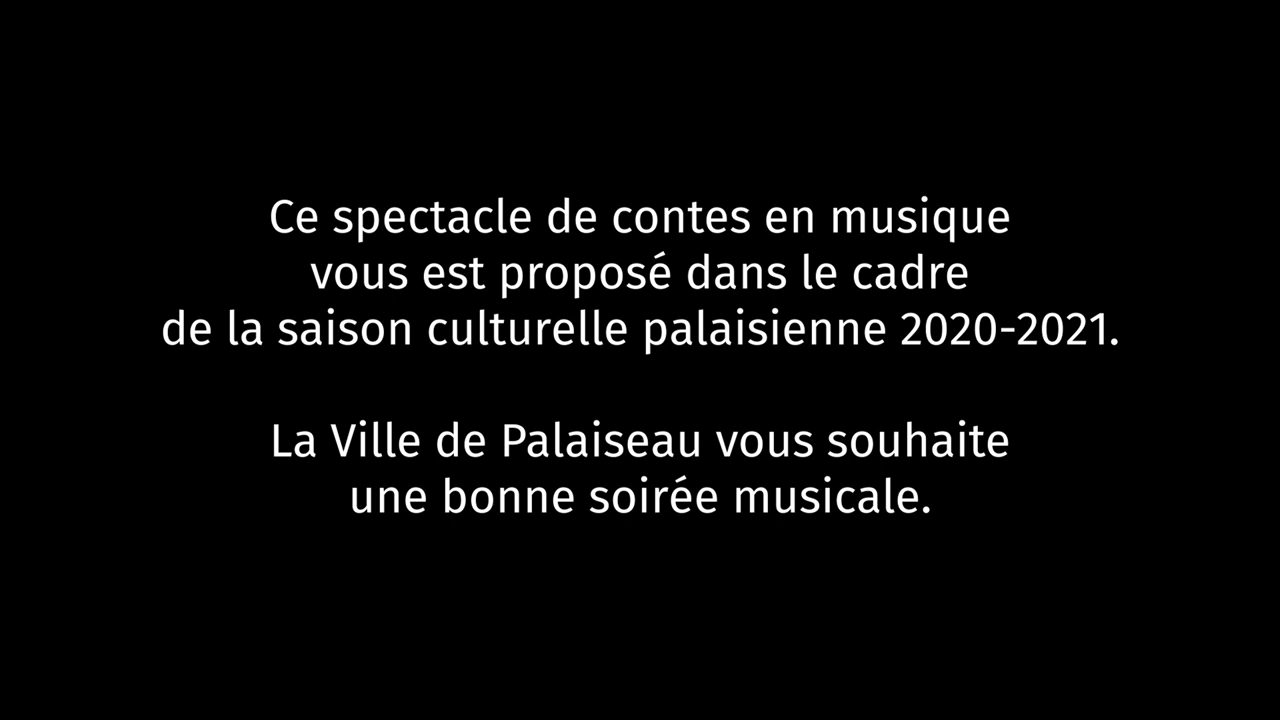 Ce spectacle de contes en musique
vous est proposé dans le cadre
de la saison culturelle palaisienne 2020-2021.
La Ville de Palaiseau vous souhaite
une bonne soirée musicale.